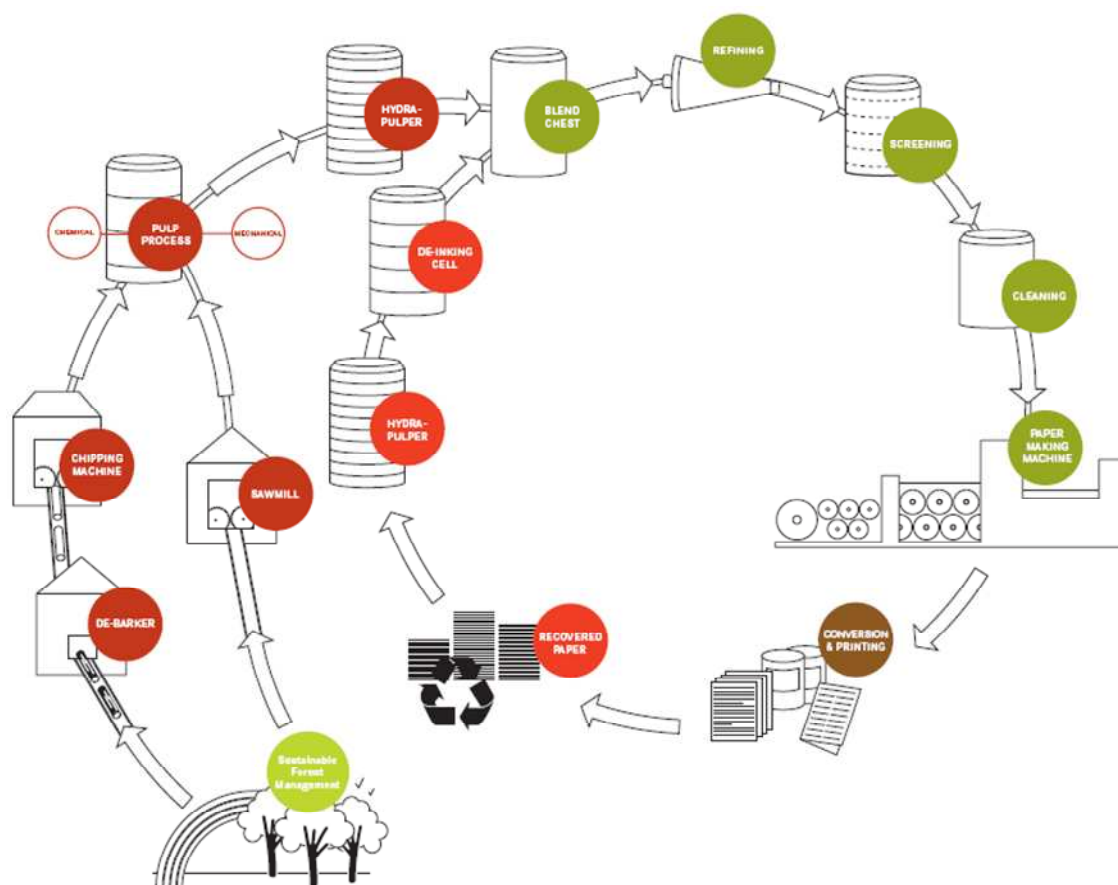 REFINING
HYDRA-
PULPER
BLEND
CHEST
SCREENING
CHEMICAL
PULP
PROCESS
MECHANICAL
DE-INKING
CELL
CLEANING
HYDRA-
PULPER
PAPER
MAKING
MACHINE
CHIPPING
MACHINE
SAWMILL
DE-BARKER
RECOVERED
PAPER
CONVERSION
& PRINTING
Sustainable
Forest
Management